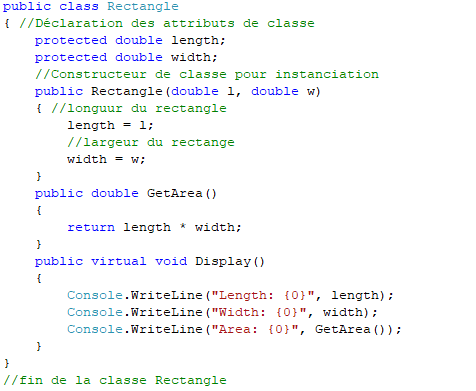 public class Rectangle
{ //Déclaration des attributs de classe
    protected double length;
    protected double width;
    //Constructeur de classe pour instanciation
    public Rectangle(double l, double w)
    { //longuur du rectangle
        length = l;
        //largeur du rectange
        width = w;
    }
    public double GetArea()
    {
        return length * width;
    }
    public virtual void Display()
    {
        Console.WriteLine("Length: {0}", length);
        Console.WriteLine("Width: {0}", width);
        Console.WriteLine("Area: {0}", GetArea());
    }
}
//fin de la classe Rectangle